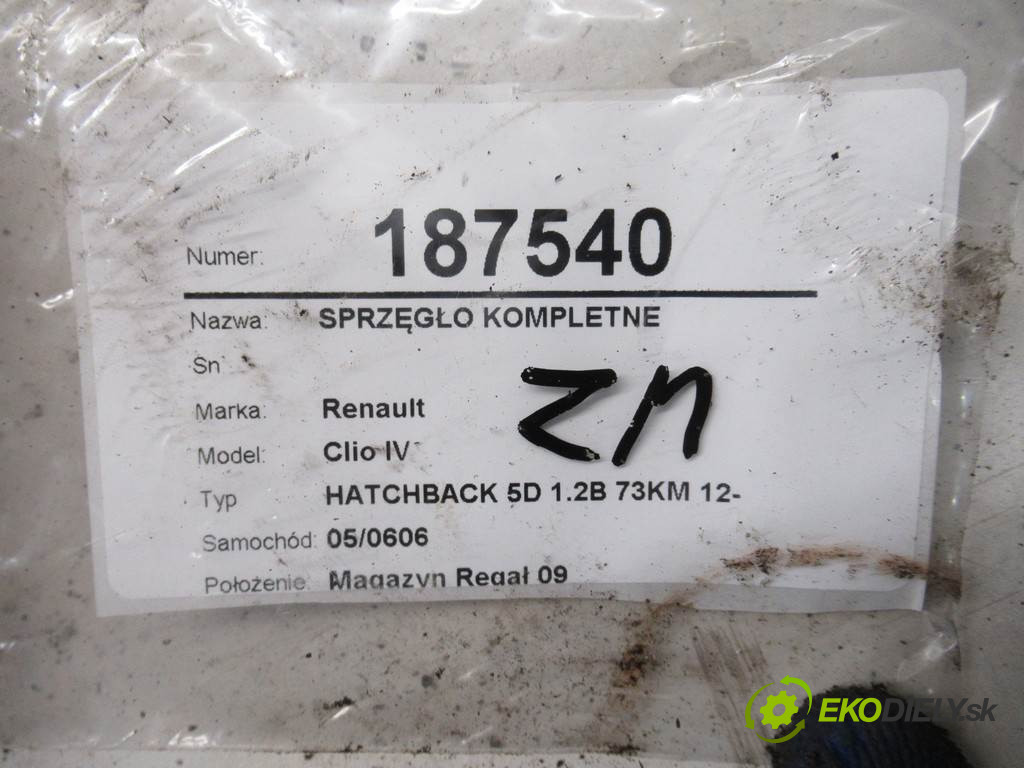 Numer: 187540
Nazwa: SPRZĘGŁO KOMPLETNE
Sn
Marka: Renault
Model: Clio IV
Typ HATCHBACK 5D 1.2B 73KM 12-
Samochód: 05/0606
Położenie: Magazyn Regał 09
EKODIELY.sk